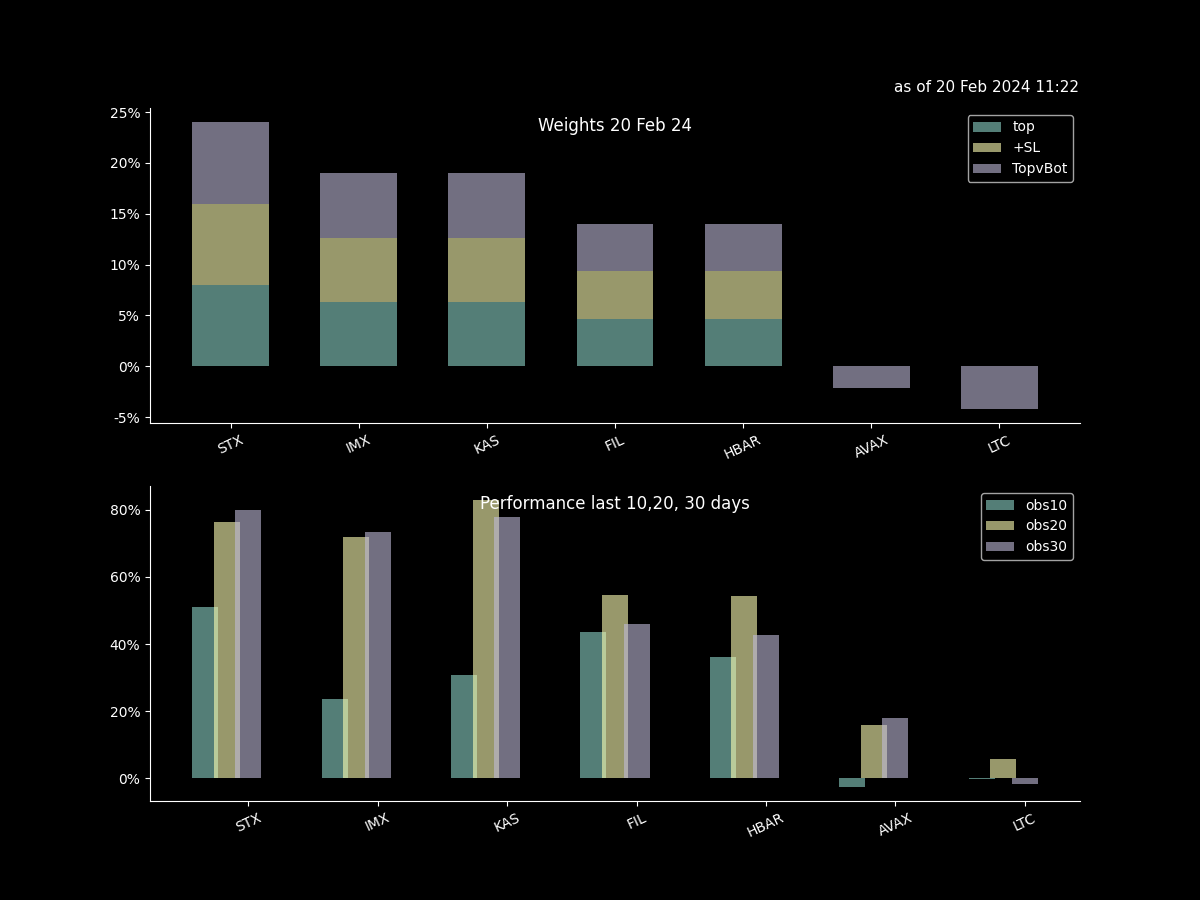 as of 20 Feb 2024 11:22
Weights 20 Feb 24
top
+SL
TopvBot
25%
20%
15%
10%
5%
0%
-5%
STX IMX KAS FIL HBAR AVAX LTC
Performance last 10,20, 30 days
obs10
obs20
obs30
80%
60%
40%
20%
0%
STX IMX KAS FIL HBAR AVAX LTC